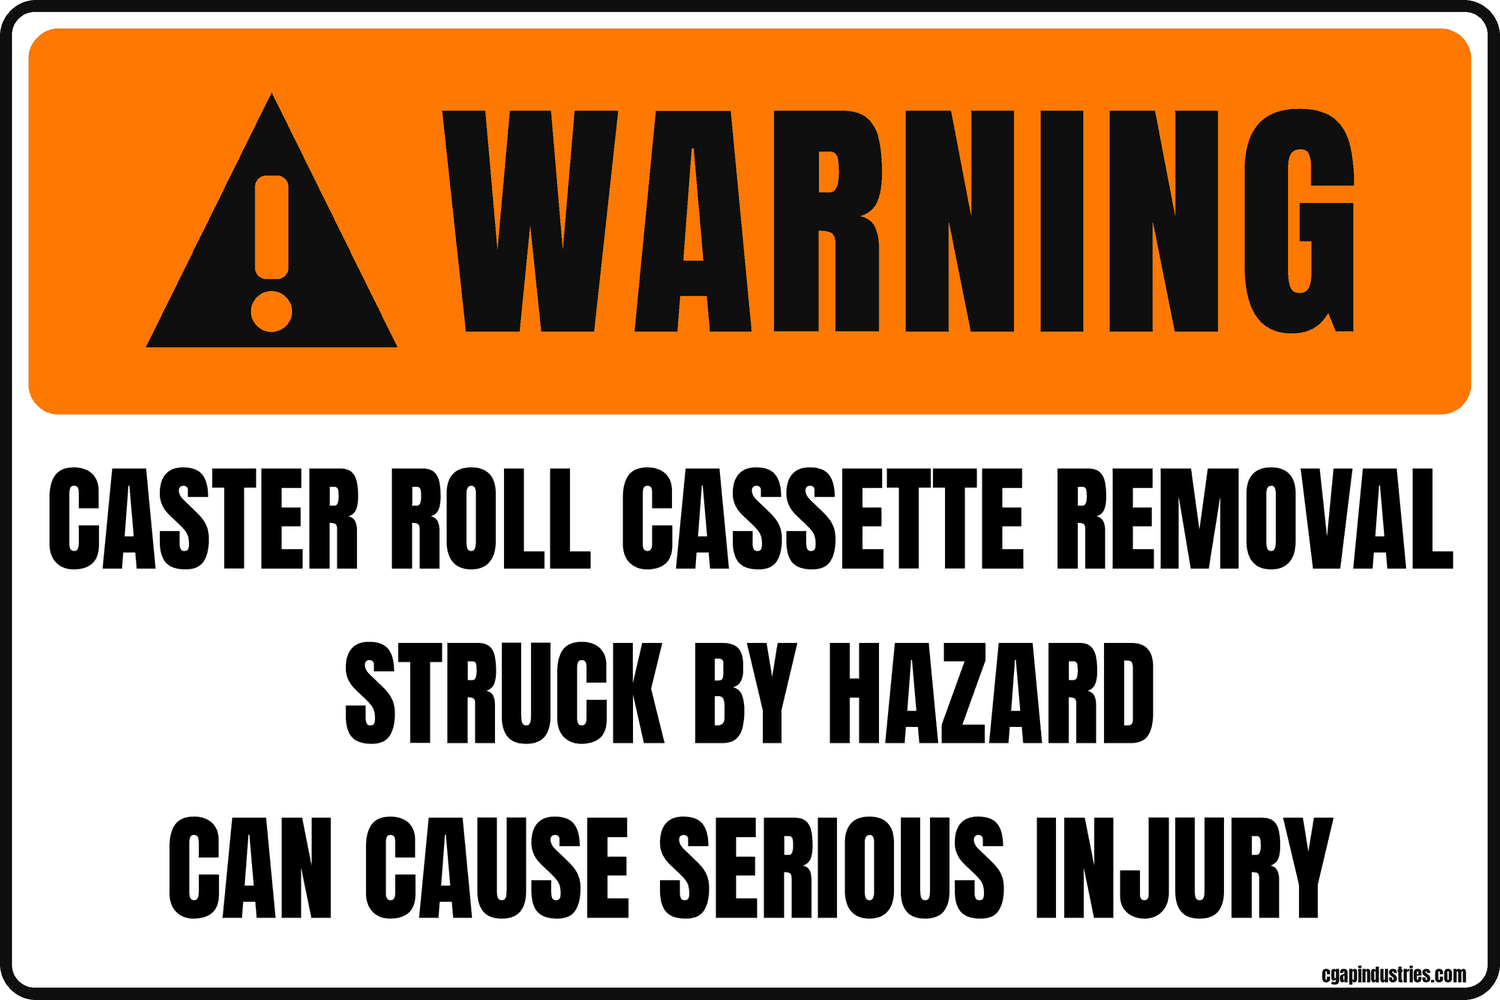 WARNING
CASTER ROLL CASSETTE REMOVAL
STRUCK BY HAZARD
CAN CAUSE SERIOUS INJURY
cgapindustries.com